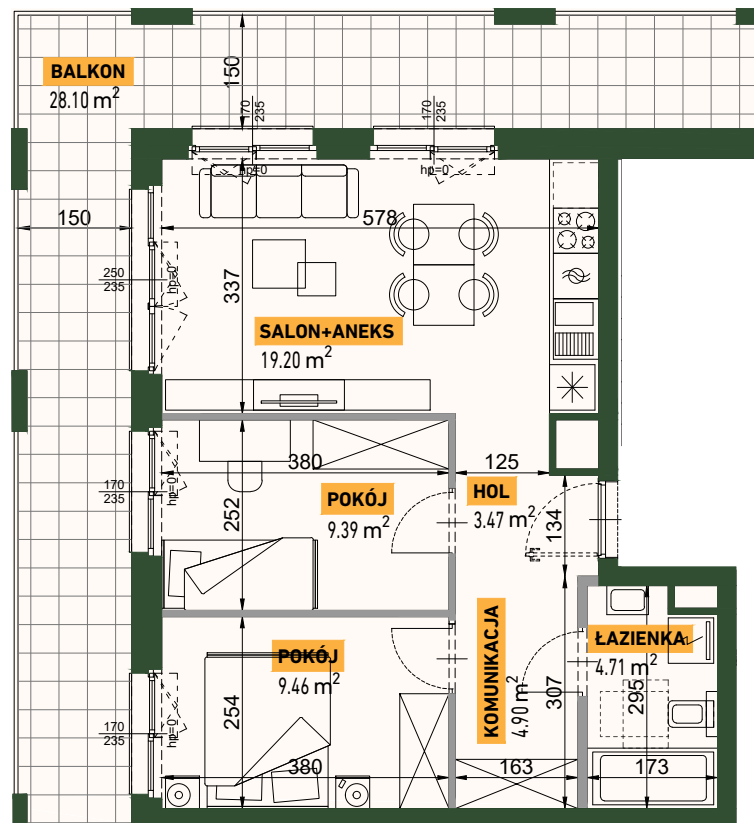 BALKON
28.10 m²
150
170
235
170
235
hp=0
hp=0
150
578
250
235
hp=0
337
SALON+ANEKS
19.20 m²
380
125
170
235
hp=0
252
POKÓJ
9.39 m²
HOL
3.47 m²
134
POKÓJ
9.46 m²
KOMUNIKACJA
4.90 m²
307
ŁAZIENKA
4.71 m²
295
254
170
235
hp=0
380
163
173